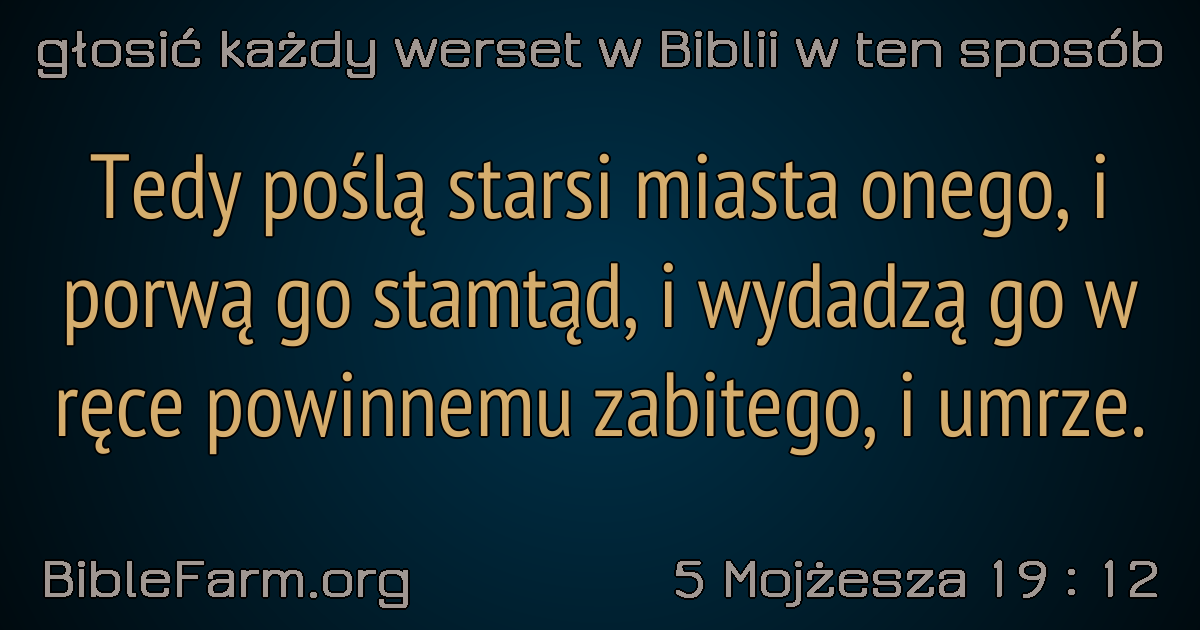 głosić każdy werset w Biblii w ten sposób
Tedy poślą starsi miasta onego, i
porwą go stamtąd, i wydadzą go w
ręce powinnemu zabitego, i umrze.
BibleFarm.org
5 Mojżesza 19 : 12